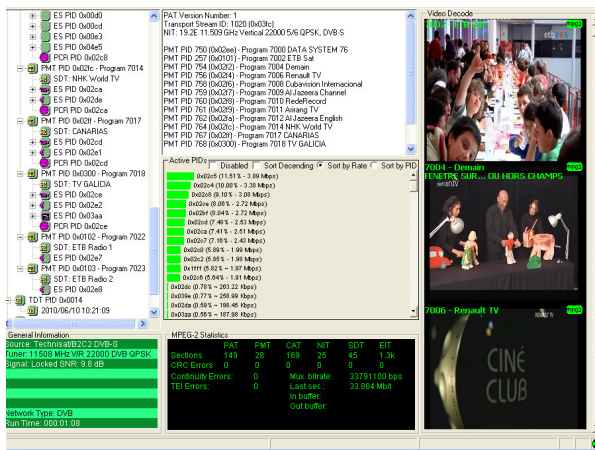 ES PID 0x00d0
ES PID 0x00cd
ES PID 0x00e3
ES PID 0x04e5
PCR PID 0x02c8
PMT PID 0x02fc - Program 7014
SDT: NHK World TV
ES PID 0x02ca
ES PID 0x02de
PCR PID 0x02ca
PMT PID 0x02ff - Program 7017
SDT: CANARIAS
ES PID 0x02cd
ES PID 0x02e1
PCR PID 0x02cd
PMT PID 0x0300 - Program 7018
SDT: TV GALICIA
ES PID 0x02ce
ES PID 0x02e2
ES PID 0x03aa
PCR PID 0x02ce
PMT PID 0x0102 - Program 7022
SDT: ETB Radio 1
ES PID 0x02e7
PMT PID 0x0103 - Program 7023
SDT: ETB Radio 2
ES PID 0x02e8
TDT PID 0x0014
2010/06/10 10:21:09
PAT Version Number: 1
Transport Stream ID: 1020 (0x03fc)
NIT: 19.2E 11.509 GHz Vertical 22000 5/6 QPSK, DVB-S
PMT PID 750 (0x02ee) - Program 7000 DATA SYSTEM 76
PMT PID 257 (0x0101) - Program 7002 ETB Sat
PMT PID 754 (0x02f2) - Program 7004 Demain
PMT PID 756 (0x02f4) - Program 7006 Renault TV
PMT PID 758 (0x02f6) - Program 7008 Cubavision Internacional
PMT PID 759 (0x02f7) - Program 7009 Al Jazeera Channel
PMT PID 760 (0x02f8) - Program 7010 RedeRecord
PMT PID 761 (0x02f9) - Program 7011 Arirang TV
PMT PID 762 (0x02fa) - Program 7012 Al Jazeera English
PMT PID 764 (0x02fc) - Program 7014 NHK World TV
PMT PID 767 (0x02ff) - Program 7017 CANARIAS
PMT PID 768 (0x0300) - Program 7018 TV GALICIA
Active PIDs Disabled Sort Decending Sort by Rate Sort by PID
0x02c5 (11.51% - 3.89 Mbps)
0x02c4 (10.00% - 3.38 Mbps)
0x02c8 (9.10% - 3.08 Mbps)
0x02ce (8.06% - 2.72 Mbps)
0x02bf (8.04% - 2.72 Mbps)
0x02cd (7.48% - 2.53 Mbps)
0x02ca (7.41% - 2.51 Mbps)
0x02c7 (7.16% - 2.43 Mbps)
0x02c0 (5.89% - 1.99 Mbps)
0x02c2 (5.85% - 1.98 Mbps)
0x1fff (5.82% ~ 1.97 Mbps)
0x02c6 (5.64% - 1.91 Mbps)
0x02dc (0.78% ~ 263.22 Kbps)
0x039e (0.77% ~ 258.99 Kbps)
0x02da (0.59% ~ 198.46 Kbps)
0x03aa (0.56% ~ 187.98 Kbps)
Video Decode
mpg2
etb
7004 - Demain
mpg2
FENETRE SUR... OU HORS CHAMPS
7006 - Renault TV
mpg2
CINÉ
CLUB
General Information
Source: Technisat/B2C2 DVB-S
Tuner: 11508 MHz VR 22000 DVB QPSK
Signal: Locked SNR: 9.8 dB
Network Type: DVB
Run Time: 000:01:08
MPEG-2 Statistics
PAT PMT CAT NIT SDT EIT
Sections 149 28 169 25 45 1.3k
CRC Errors 0 0 0 0 0 0
Continuity Errors: 0 Mux. bitrate: 33791100 bps
TEI Errors: 0 Last sec.: 33.884 Mbit
In buffer:
Out buffer: